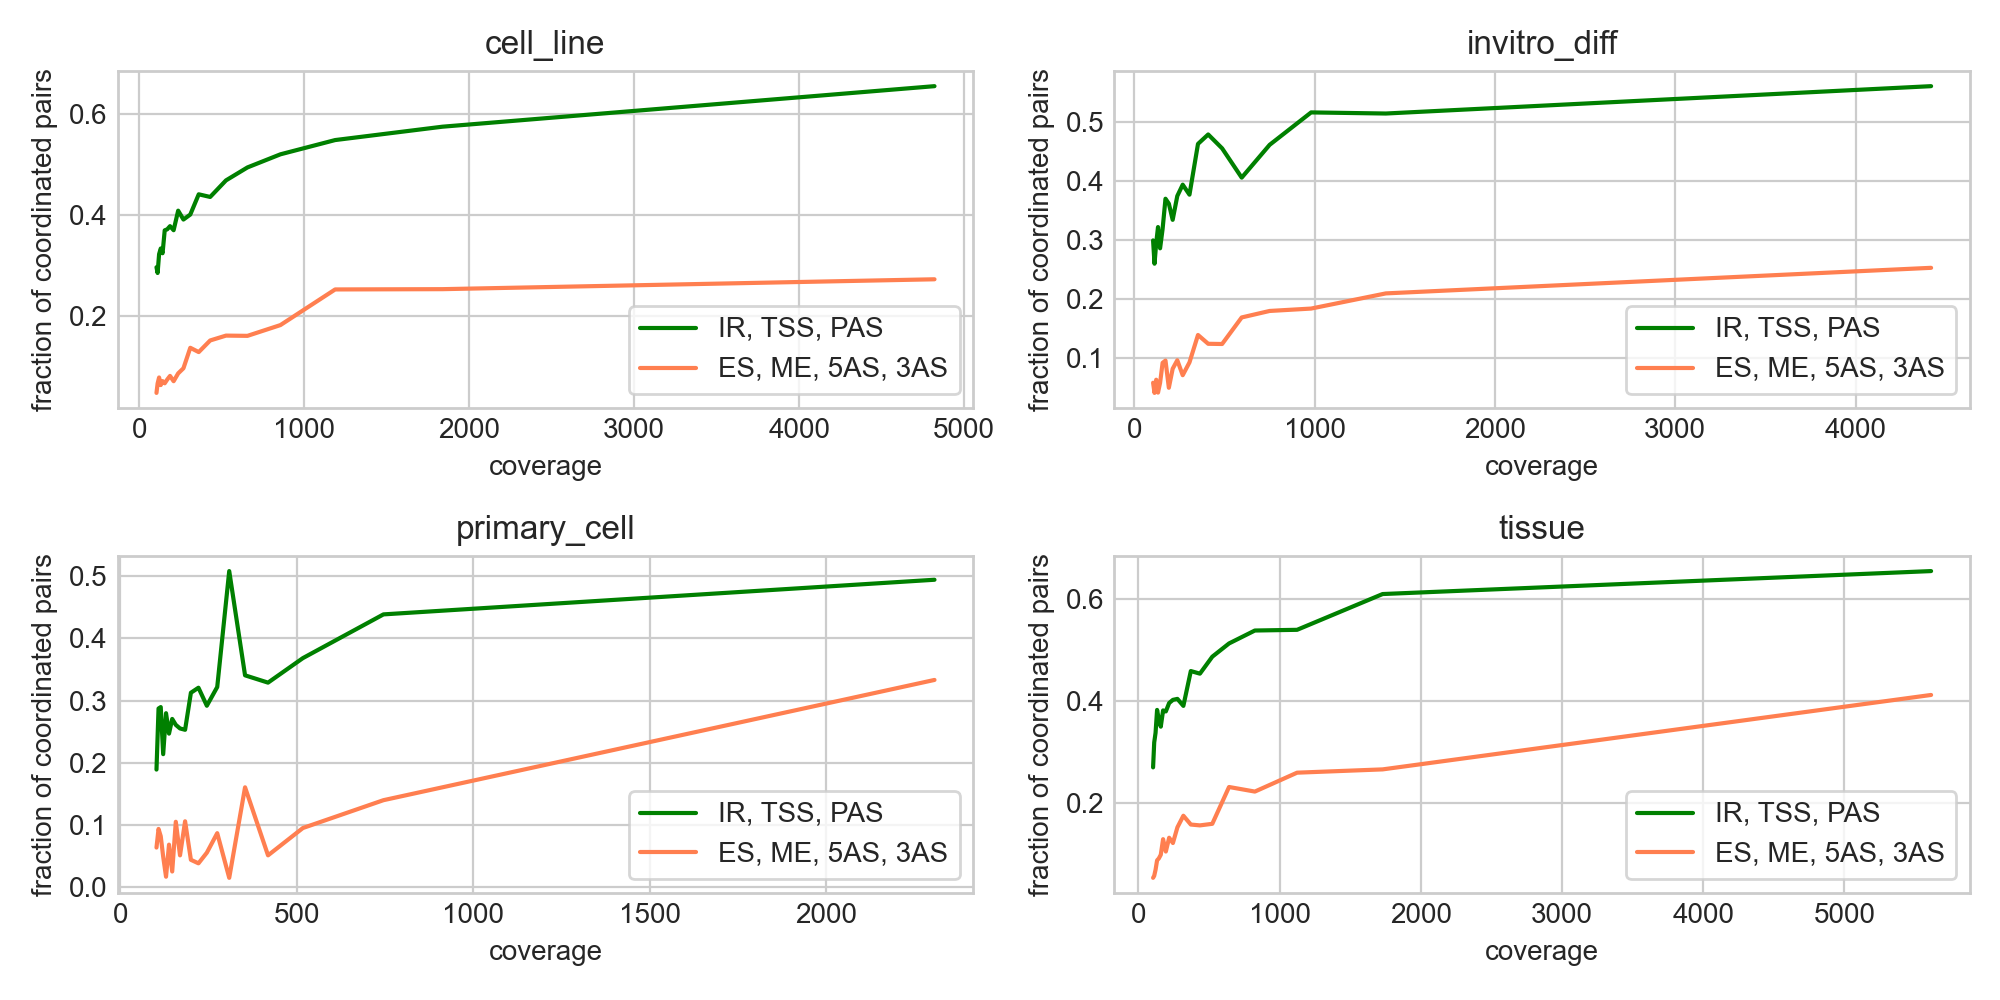 cell_line
fraction of coordinated pairs
0.6
0.4
0.2
IR, TSS, PAS
ES, ME, 5AS, 3AS
0 1000 2000 3000 4000 5000
coverage
invitro_diff
fraction of coordinated pairs
0.5
0.4
0.3
0.2
0.1
IR, TSS, PAS
ES, ME, 5AS, 3AS
0 1000 2000 3000 4000
coverage
primary_cell
fraction of coordinated pairs
0.5
0.4
0.3
0.2
0.1
0.0
IR, TSS, PAS
ES, ME, 5AS, 3AS
0 500 1000 1500 2000
coverage
tissue
fraction of coordinated pairs
0.6
0.4
0.2
IR, TSS, PAS
ES, ME, 5AS, 3AS
0 1000 2000 3000 4000 5000
coverage